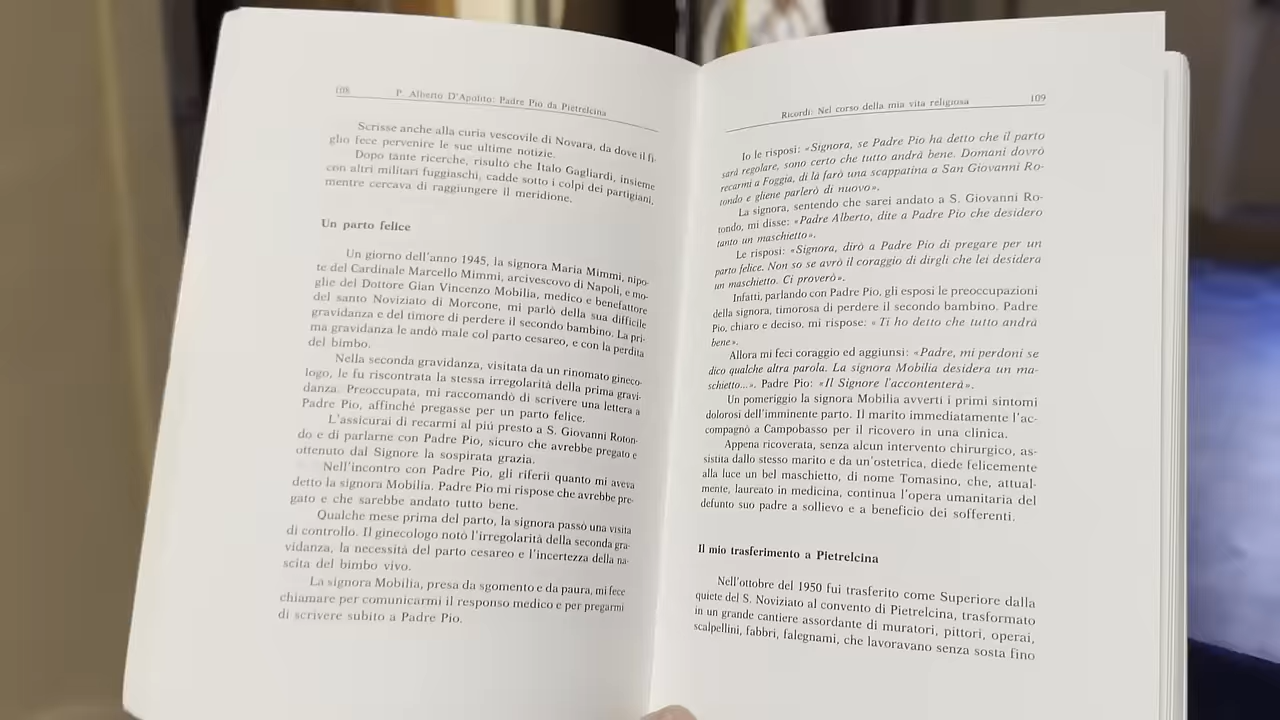 108 P. Alberto D'Apolito: Padre Pio da Pietrelcina
Scrisse anche alla curia vescovile di Novara, da dove il fi-
glio fece pervenire le sue ultime notizie.
Dopo tante ricerche, risultò che Italo Gagliardi, insieme
con altri militari fuggiaschi, cadde sotto i colpi dei partigiani,
mentre cercava di raggiungere il meridione.
Un parto felice
Un giorno dell'anno 1945, la signora Maria Mimmi, nipo-
te del Cardinale Marcello Mimmi, arcivescovo di Napoli, e mo-
glie del Dottore Gian Vincenzo Mobilia, medico e benefattore
del santo Noviziato di Morcone, mi parlò della sua difficile
gravidanza e del timore di perdere il secondo bambino. La pri-
ma gravidanza le andò male col parto cesareo, e con la perdita
del bimbo.
Nella seconda gravidanza, visitata da un rinomato gineco-
logo, le fu riscontrata la stessa irregolarità della prima gravi-
danza. Preoccupata, mi raccomandò di scrivere una lettera a
Padre Pio, affinché pregasse per un parto felice.
L'assicurai di recarmi al piú presto a S. Giovanni Roton-
do e di parlarne con Padre Pio, sicuro che avrebbe pregato e
ottenuto dal Signore la sospirata grazia.
Nell'incontro con Padre Pio, gli riferii quanto mi aveva
detto la signora Mobilia. Padre Pio mi rispose che avrebbe pre-
gato e che sarebbe andato tutto bene.
Qualche mese prima del parto, la signora passò una visita
di controllo. Il ginecologo notò l'irregolarità della seconda gra-
vidanza, la necessità del parto cesareo e l'incertezza della na-
scita del bimbo vivo.
La signora Mobilia, presa da sgomento e da paura, mi fece
chiamare per comunicarmi il responso medico e per pregarmi
di scrivere subito a Padre Pio.
Ricordi: Nel corso della mia vita religiosa 109
Io le risposi: «Signora, se Padre Pio ha detto che il parto
sarà regolare, sono certo che tutto andrà bene. Domani dovrò
recarmi a Foggia, di là farò una scappatina a San Giovanni Ro-
tondo e gliene parlerò di nuovo».
La signora, sentendo che sarei andato a S. Giovanni Ro-
tondo, mi disse: «Padre Alberto, dite a Padre Pio che desidero
tanto un maschietto».
Le risposi: «Signora, dirò a Padre Pio di pregare per un
parto felice. Non so se avrò il coraggio di dirgli che lei desidera
un maschietto. Ci proverò».
Infatti, parlando con Padre Pio, gli esposi le preoccupazioni
della signora, timorosa di perdere il secondo bambino. Padre
Pio, chiaro e deciso, mi rispose: «Ti ho detto che tutto andrà
bene».
Allora mi feci coraggio ed aggiunsi: «Padre, mi perdoni se
dico qualche altra parola. La signora Mobilia desidera un ma-
schietto...». Padre Pio: «Il Signore l'accontenterà».
Un pomeriggio la signora Mobilia avvertì i primi sintomi
dolorosi dell'imminente parto. Il marito immediatamente l'ac-
compagnò a Campobasso per il ricovero in una clinica.
Appena ricoverata, senza alcun intervento chirurgico, as-
sistita dallo stesso marito e da un'ostetrica, diede felicemente
alla luce un bel maschietto, di nome Tomasino, che, attual-
mente, laureato in medicina, continua l'opera umanitaria del
defunto suo padre a sollievo e a beneficio dei sofferenti.
Il mio trasferimento a Pietrelcina
Nell'ottobre del 1950 fui trasferito come Superiore dalla
quiete del S. Noviziato al convento di Pietrelcina, trasformato
in un grande cantiere assordante di muratori, pittori, operai,
scalpellini, fabbri, falegnami, che lavoravano senza sosta fino